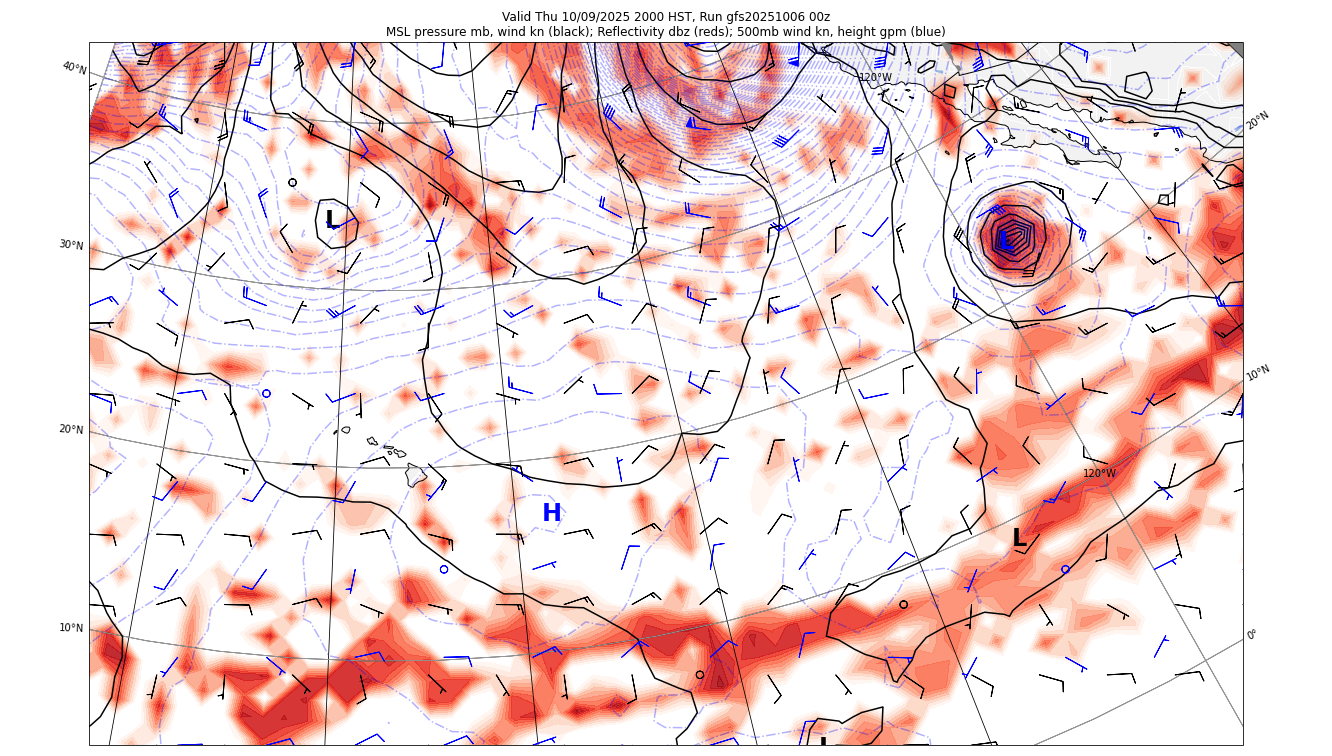 Valid Thu 10/09/2025 2000 HST, Run gfs20251006 00z
MSL pressure mb, wind kn (black); Reflectivity dbz (reds); 500mb wind kn, height gpm (blue)
40°N
120°W
20°N
L
30°N
L
10°N
20°N
120°W
H
L
10°N
0°
L